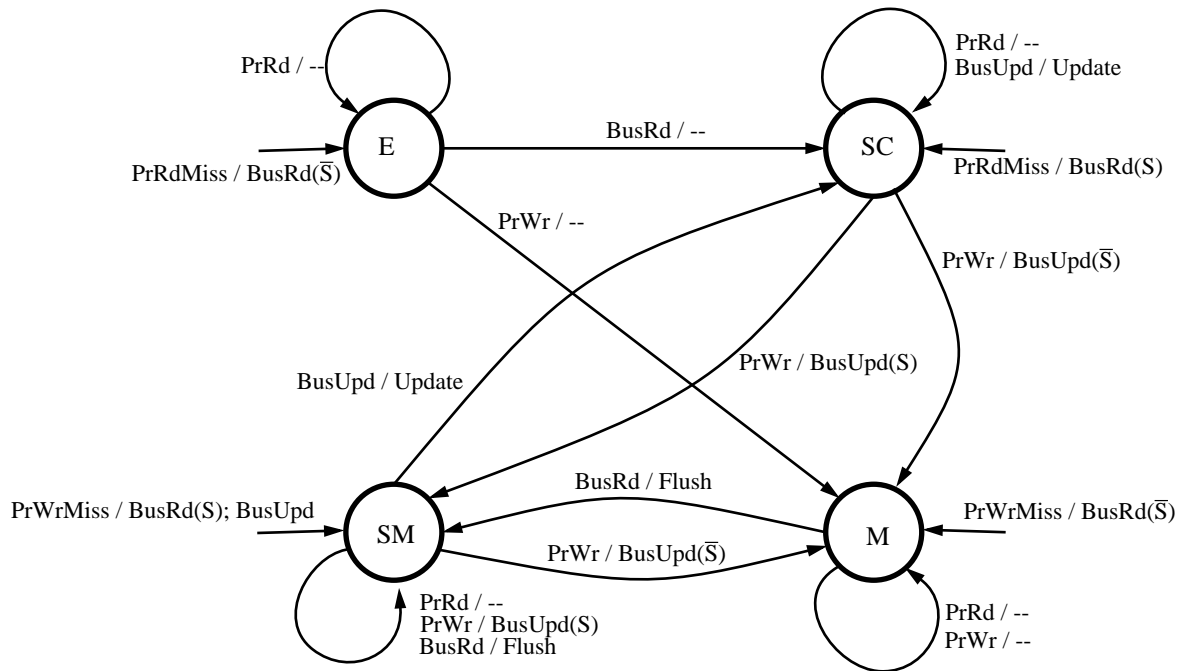 PrRd / --
PrRd / --
BusUpd / Update
E
BusRd / --
SC
PrRdMiss / BusRd(S̅)
PrRdMiss / BusRd(S)
PrWr / --
PrWr / BusUpd(S̅)
BusUpd / Update
PrWr / BusUpd(S)
BusRd / Flush
PrWrMiss / BusRd(S); BusUpd
SM
M
PrWrMiss / BusRd(S̅)
PrWr / BusUpd(S̅)
PrRd / --
PrWr / BusUpd(S)
BusRd / Flush
PrRd / --
PrWr / --